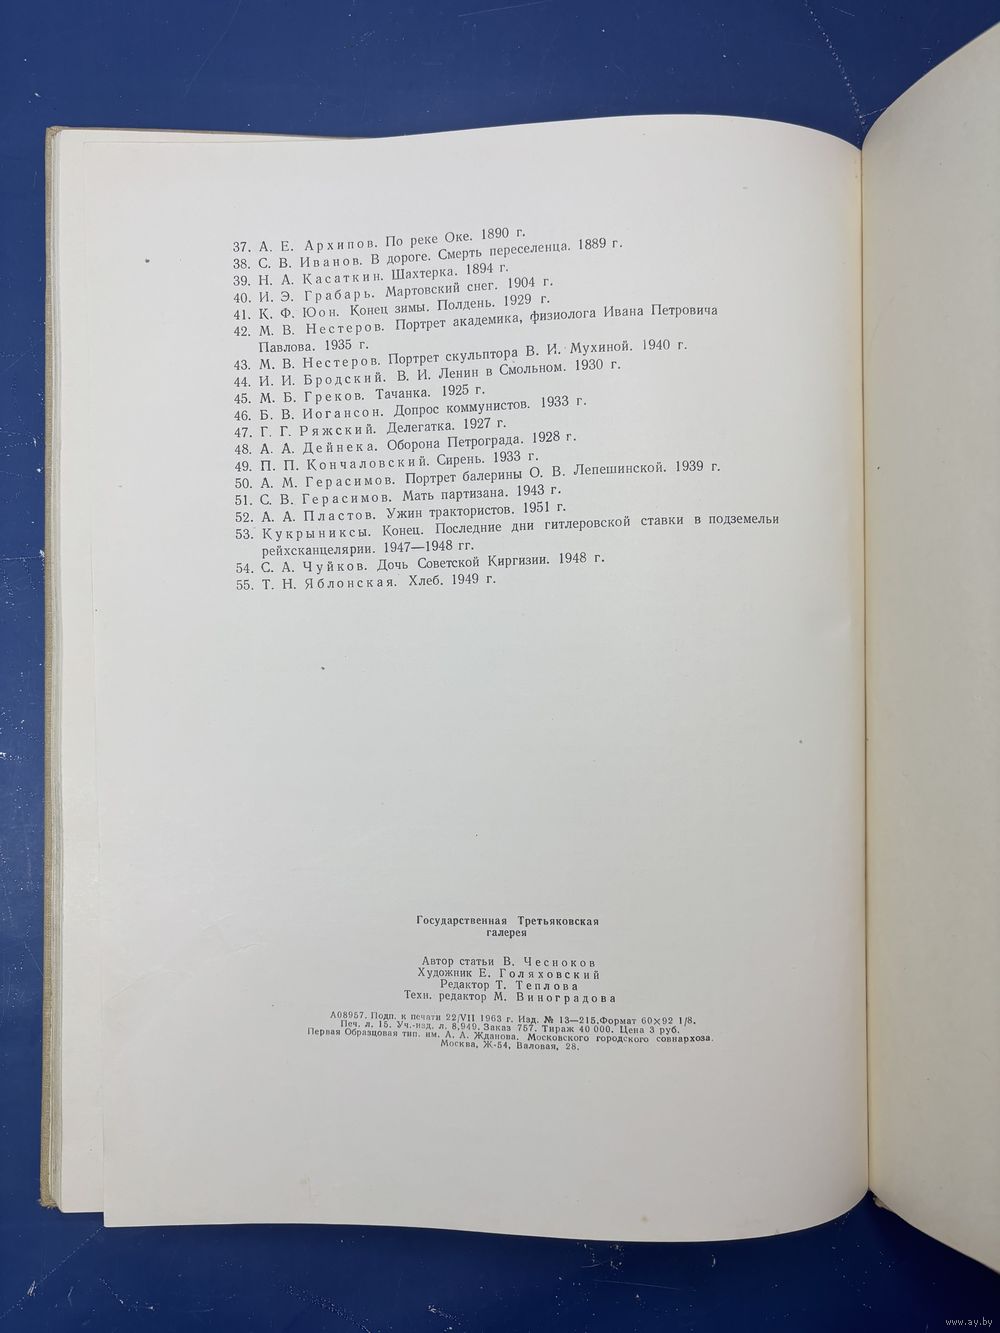 37. А. Е. Архипов. По реке Оке. 1890 г.
38. С. В. Иванов. В дороге. Смерть переселенца. 1889 г.
39. Н. А. Касаткин. Шахтерка. 1894 г.
40. И. Э. Грабарь. Мартовский снег. 1904 г.
41. К. Ф. Юон. Конец зимы. Полдень. 1929 г.
42. М. В. Нестеров. Портрет академика, физиолога Ивана Петровича
Павлова. 1935 г.
43. М. В. Нестеров. Портрет скульптора В. И. Мухиной. 1940 г.
44. И. И. Бродский. В. И. Ленин в Смольном. 1930 г.
45. М. Б. Греков. Тачанка. 1925 г.
46. Б. В. Иогансон. Допрос коммунистов. 1933 г.
47. Г. Г. Ряжский. Делегатка. 1927 г.
48. А. А. Дейнека. Оборона Петрограда. 1928 г.
49. П. П. Кончаловский. Сирень. 1933 г.
50. А. М. Герасимов. Портрет балерины О. В. Лепешинской. 1939 г.
51. С. В. Герасимов. Мать партизана. 1943 г.
52. А. А. Пластов. Ужин трактористов. 1951 г.
53. Кукрыниксы. Конец. Последние дни гитлеровской ставки в подземельи
рейхсканцелярии. 1947—1948 гг.
54. С. А. Чуйков. Дочь Советской Киргизии. 1948 г.
55. Т. Н. Яблонская. Хлеб. 1949 г.
Государственная Третьяковская
галерея
Автор статьи В. Чесноков
Художник Е. Голяховский
Редактор Т. Теплова
Техн. редактор М. Виноградова
А08957. Подп. к печати 22/VII 1963 г. Изд. № 13—215. Формат 60×92 1/8.
Печ. л. 15. Уч.-изд. л. 8,949. Заказ 757. Тираж 40 000. Цена 3 руб.
Первая Образцовая тип. им. А. А. Жданова. Московского городского совнархоза.
Москва, Ж-54, Валовая, 28.
www.ay.by